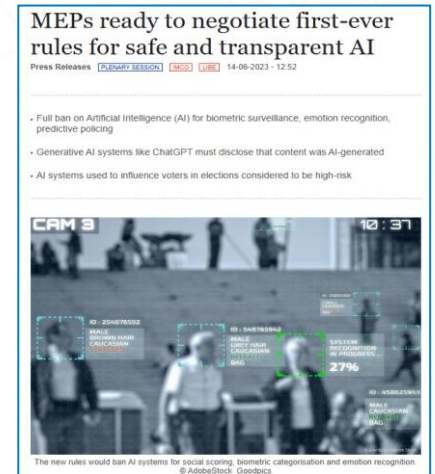 MEPs ready to negotiate first-ever
rules for safe and transparent AI
Press Releases PLENARY SESSION IMCO LIBE 14-06-2023 - 12:52
• Full ban on Artificial Intelligence (AI) for biometric surveillance, emotion recognition,
predictive policing
• Generative AI systems like ChatGPT must disclose that content was AI-generated
• AI systems used to influence voters in elections considered to be high-risk
CAM 3
10:37
ID : 254878592
MALE
BROWN HAIR
CAUCASIAN
ID : 548785942
MALE
GREY HAIR
CAUCASIAN
BAG
SYSTEM
RECOGNITION
IN PROGRESS
27%
ID : 458025943
MALE
CAUCASIAN
BAG
The new rules would ban AI systems for social scoring, biometric categorisation and emotion recognition
© AdobeStock_Goodpics